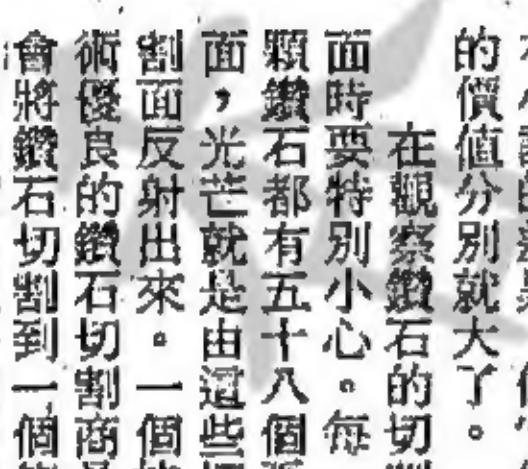 的價值分別就大了。
在觀察鑽石的切
面時要特別小心。每
顆鑽石都有五十八個
面，光芒就是由這些
割面反射出來。一個
術優良的鑽石切割商
會將鑽石切割到一個